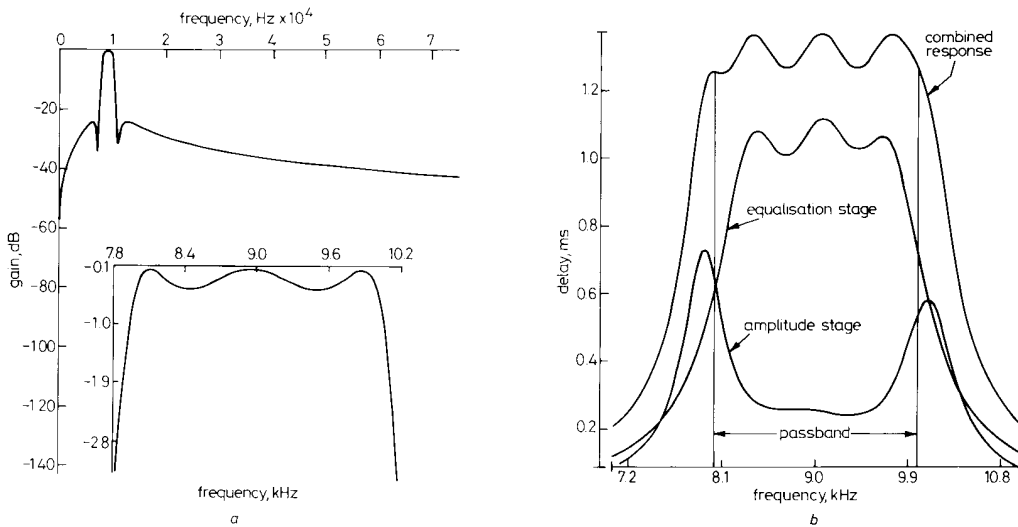 frequency, Hz x10⁴
0 1 2 3 4 5 6 7
-20
-40
-60
-80
-100
-120
-140
gain, dB
7.8 8.4 9.0 9.6 10.2
-0.1
-1.0
-1.9
-2.8
frequency, kHz
a
combined
response
1.2
1.0
0.8
0.6
0.4
0.2
delay, ms
equalisation stage
amplitude stage
passband
7.2 8.1 9.0 9.9 10.8
frequency, kHz
b